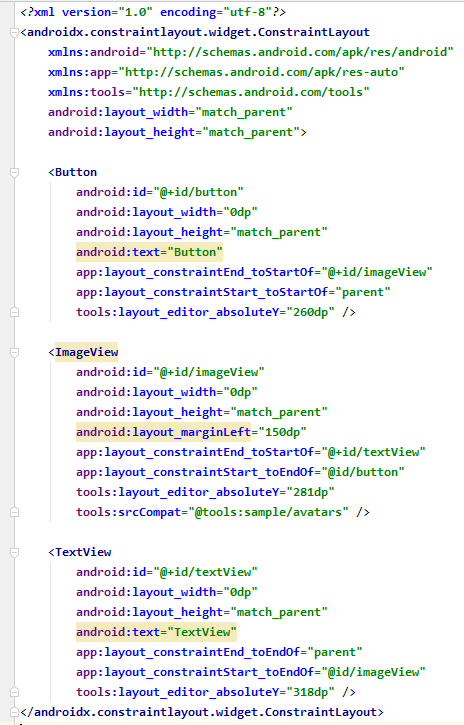 <?xml version="1.0" encoding="utf-8"?>
<androidx.constraintlayout.widget.ConstraintLayout
    xmlns:android="http://schemas.android.com/apk/res/android"
    xmlns:app="http://schemas.android.com/apk/res-auto"
    xmlns:tools="http://schemas.android.com/tools"
    android:layout_width="match_parent"
    android:layout_height="match_parent">

    <Button
        android:id="@+id/button"
        android:layout_width="0dp"
        android:layout_height="match_parent"
        android:text="Button"
        app:layout_constraintEnd_toStartOf="@+id/imageView"
        app:layout_constraintStart_toStartOf="parent"
        tools:layout_editor_absoluteY="260dp" />

    <ImageView
        android:id="@+id/imageView"
        android:layout_width="0dp"
        android:layout_height="match_parent"
        android:layout_marginLeft="150dp"
        app:layout_constraintEnd_toStartOf="@+id/textView"
        app:layout_constraintStart_toEndOf="@id/button"
        tools:layout_editor_absoluteY="281dp"
        tools:srcCompat="@tools:sample/avatars" />

    <TextView
        android:id="@+id/textView"
        android:layout_width="0dp"
        android:layout_height="match_parent"
        android:text="TextView"
        app:layout_constraintEnd_toEndOf="parent"
        app:layout_constraintStart_toEndOf="@id/imageView"
        tools:layout_editor_absoluteY="318dp" />
</androidx.constraintlayout.widget.ConstraintLayout>